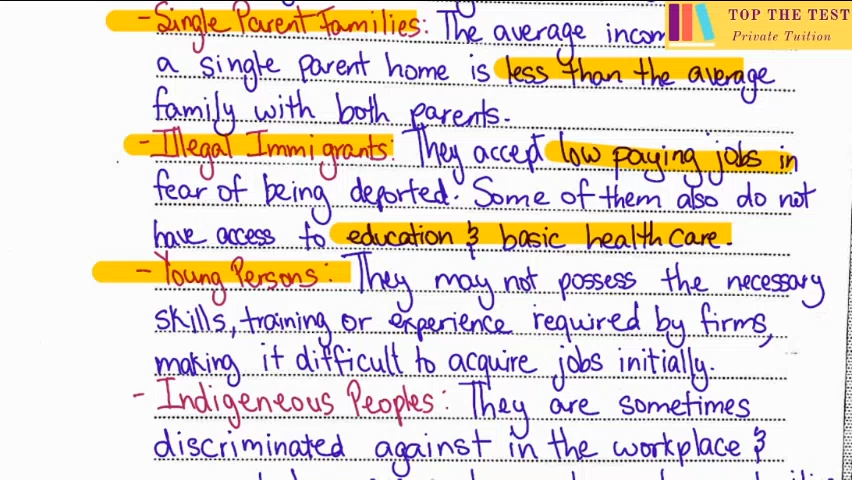 TOP THE TEST
Private Tuition
- Single Parent Families: The average incom
a single parent home is less than the average
family with both parents.
- Illegal Immigrants: They accept low paying jobs in
fear of being deported. Some of them also do not
have access to education & basic health care.
- Young Persons: They may not possess the necessary
skills, training or experience required by firms,
making it difficult to acquire jobs initially.
- Indigeneous Peoples: They are sometimes
discriminated against in the workplace &